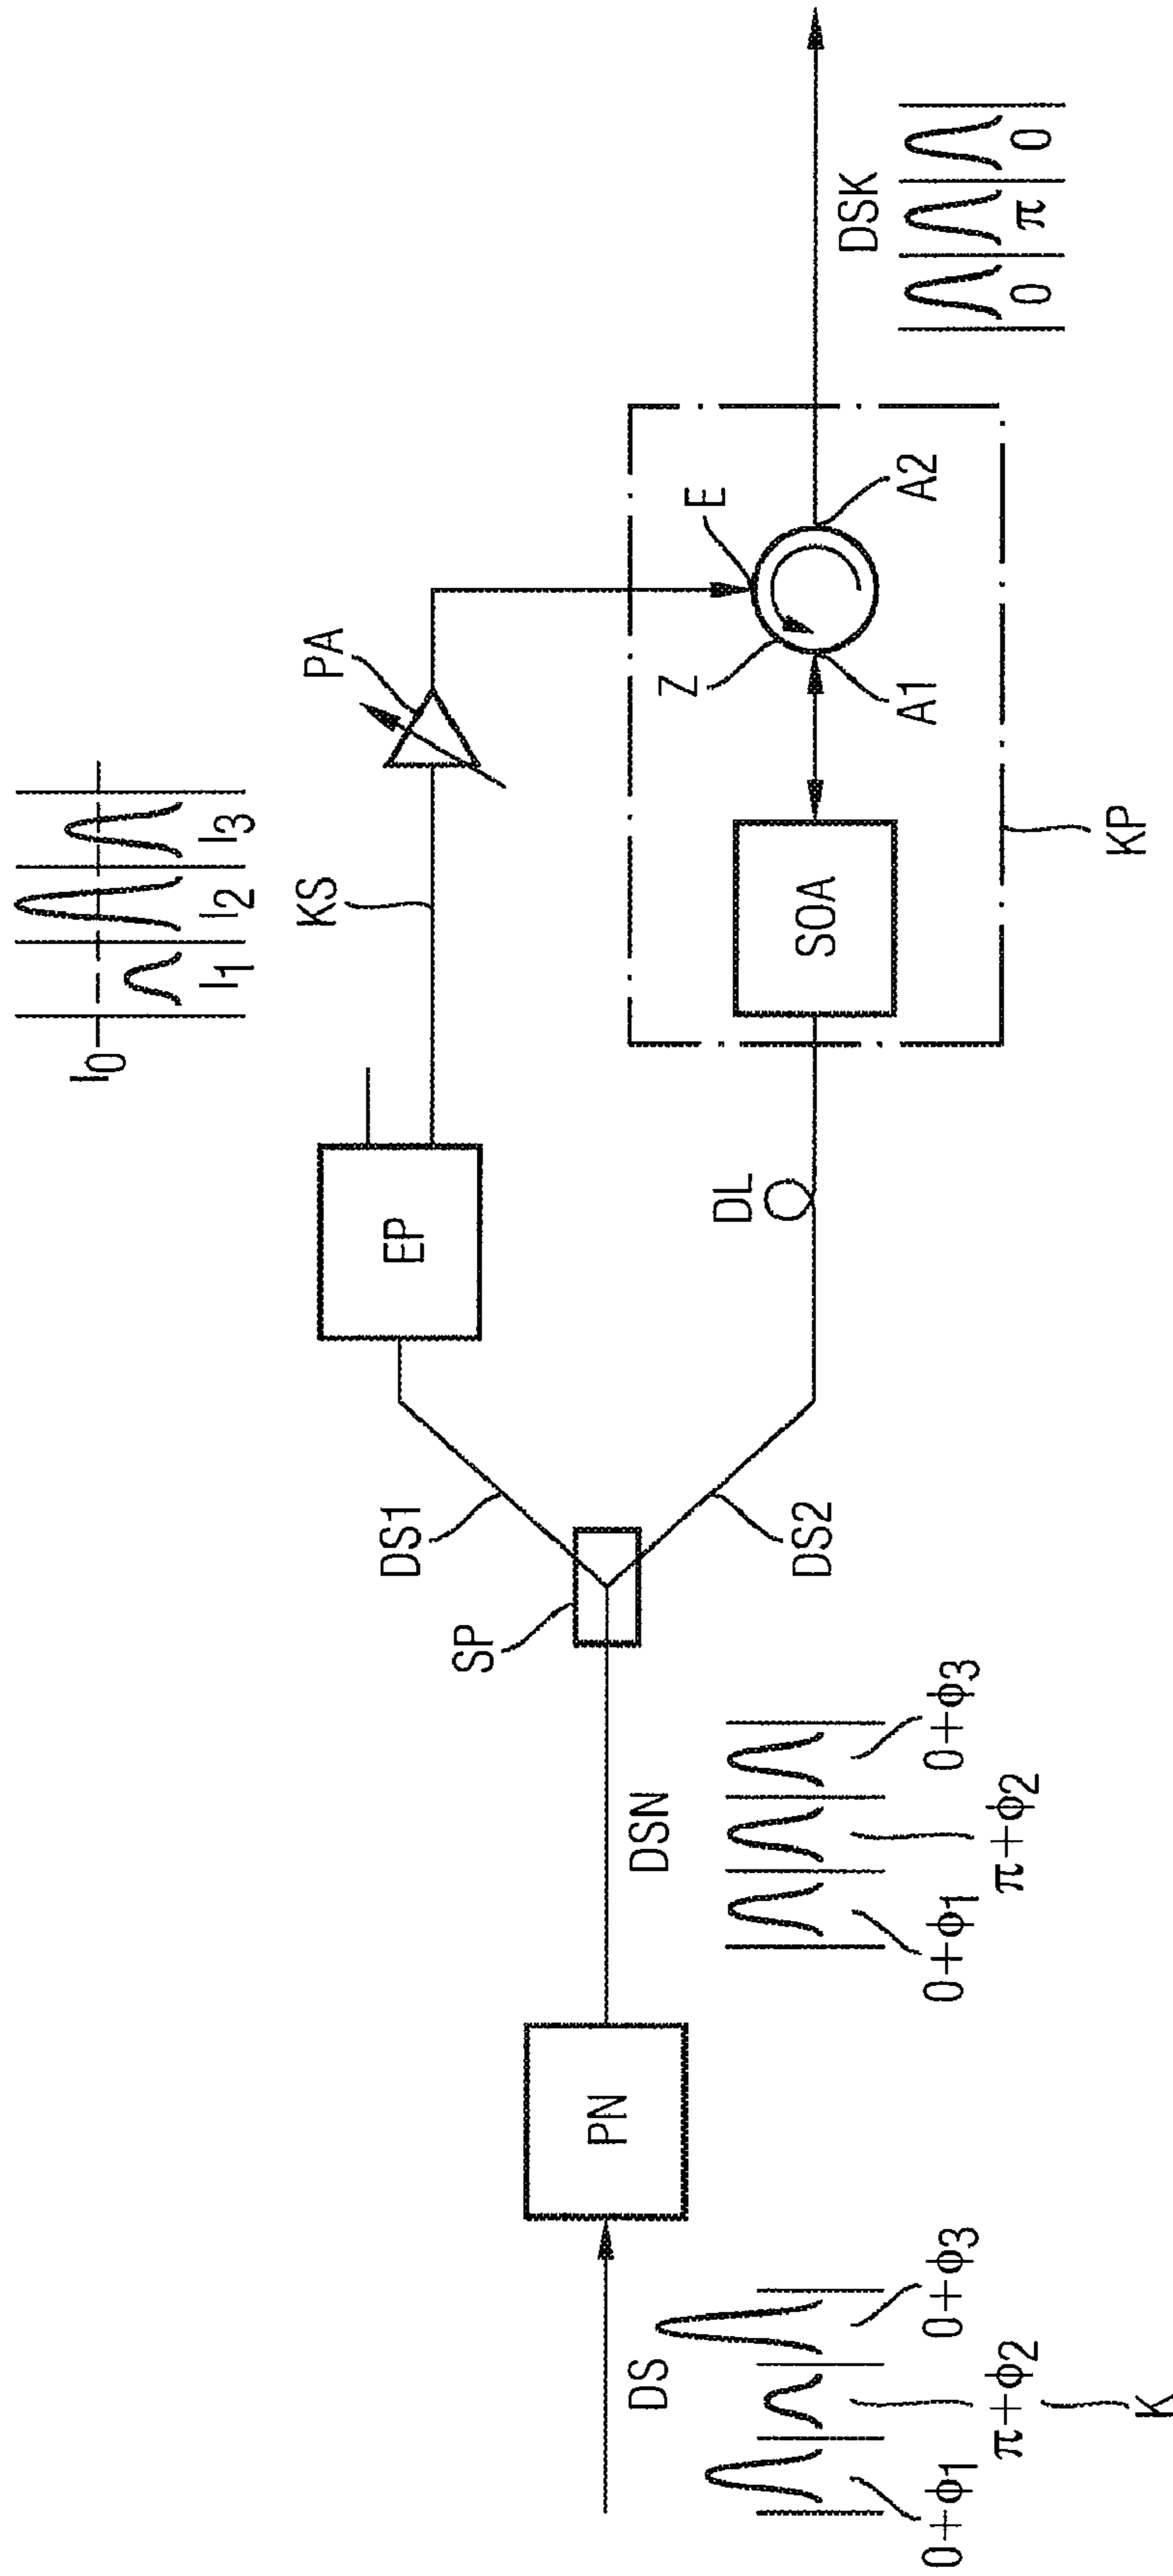 I0
I1 I2 I3
KS
PA
EP
DS1
SP
DS2
DL
E
Z
A1
A2
SOA
KP
DSK
0 π 0
DS
PN
DSN
0+ϕ1
π+ϕ2
0+ϕ3
0+ϕ1
π+ϕ2
0+ϕ3
K